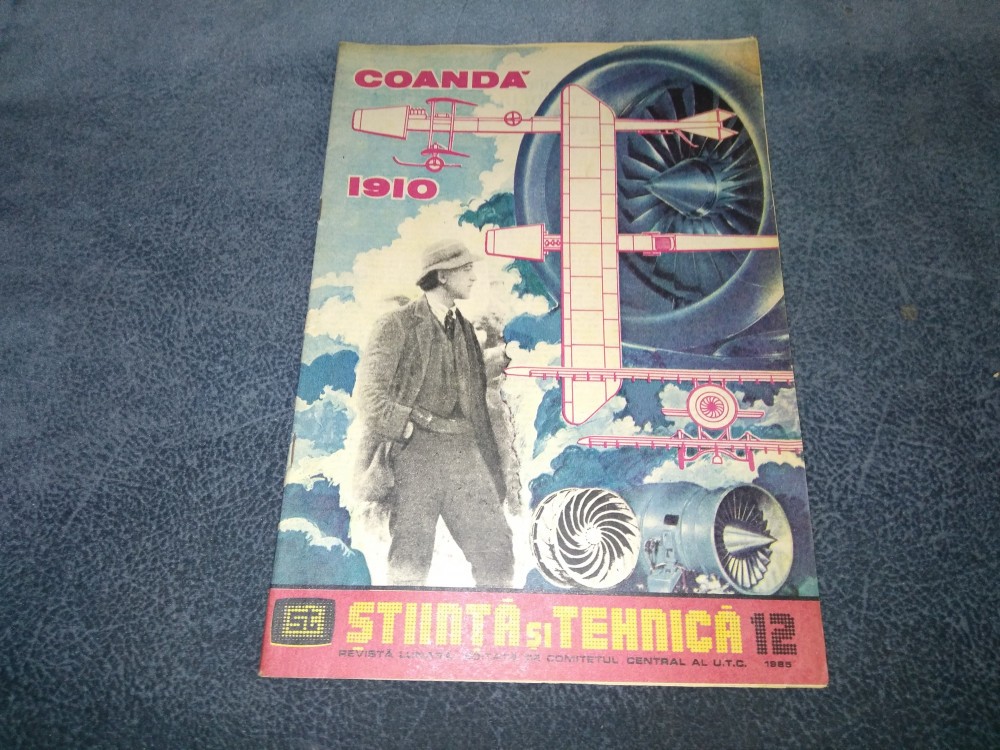 COANDĂ
1910
ȘTIINȚĂ ȘI TEHNICĂ 12
REVISTĂ LUNARĂ EDITATĂ DE COMITETUL CENTRAL AL U.T.C. 1985